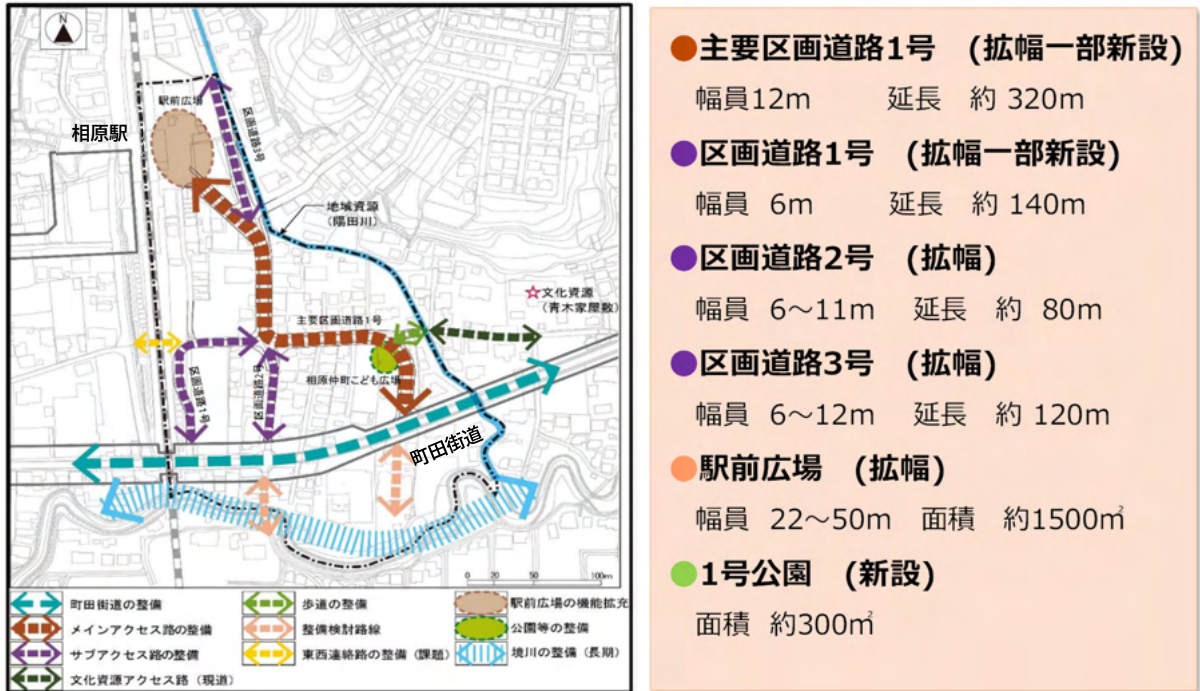 N
駅前広場
相原駅
区画道路3号
地域資源
(陽田川)
文化資源
(青木家屋敷)
主要区画道路1号
相原仲町こども広場
区画道路1号
区画道路2号
町田街道
0 20 50 100m
町田街道の整備
歩道の整備
駅前広場の機能拡充
メインアクセス路の整備
整備検討路線
公園等の整備
サブアクセス路の整備
東西連絡路の整備(課題)
境川の整備(長期)
文化資源アクセス路(現道)
●主要区画道路1号 (拡幅一部新設)
幅員12m 延長 約 320m
●区画道路1号 (拡幅一部新設)
幅員 6m 延長 約 140m
●区画道路2号 (拡幅)
幅員 6~11m 延長 約 80m
●区画道路3号 (拡幅)
幅員 6~12m 延長 約 120m
●駅前広場 (拡幅)
幅員 22~50m 面積 約1500㎡
●1号公園 (新設)
面積 約300㎡